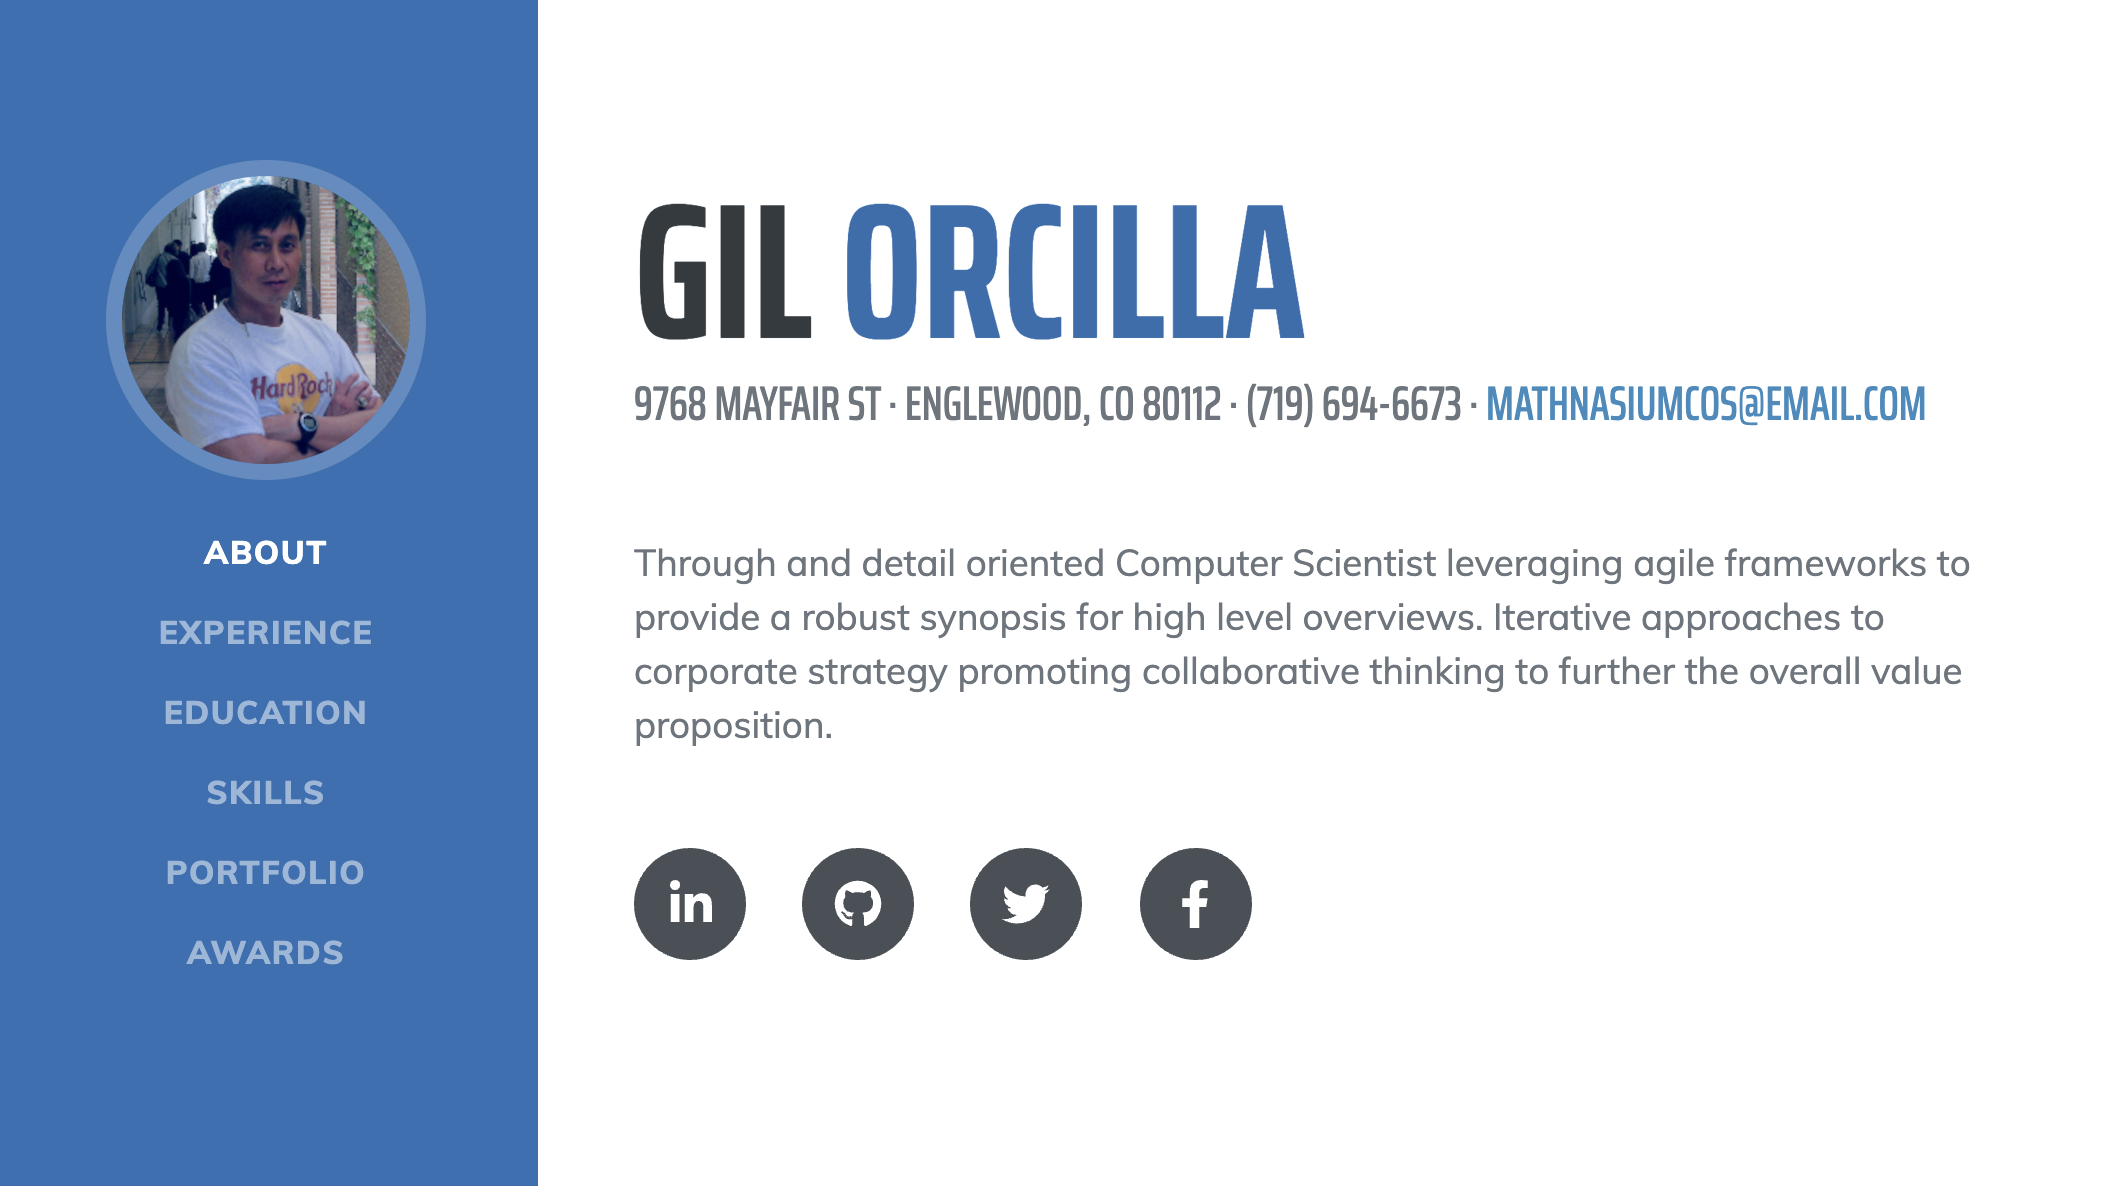 Hard Rock
ABOUT
EXPERIENCE
EDUCATION
SKILLS
PORTFOLIO
AWARDS
GIL ORCILLA
9768 MAYFAIR ST · ENGLEWOOD, CO 80112 · (719) 694-6673 · MATHNASIUMCOS@EMAIL.COM
Through and detail oriented Computer Scientist leveraging agile frameworks to
provide a robust synopsis for high level overviews. Iterative approaches to
corporate strategy promoting collaborative thinking to further the overall value
proposition.
in
f